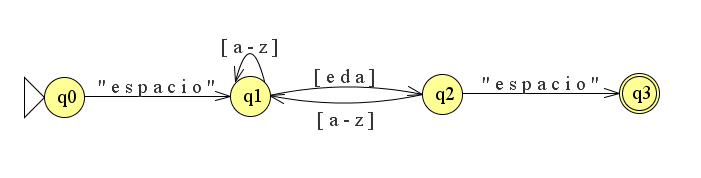 [a-z]
"espacio"
[eda]
"espacio"
q0
q1
q2
q3
[a-z]